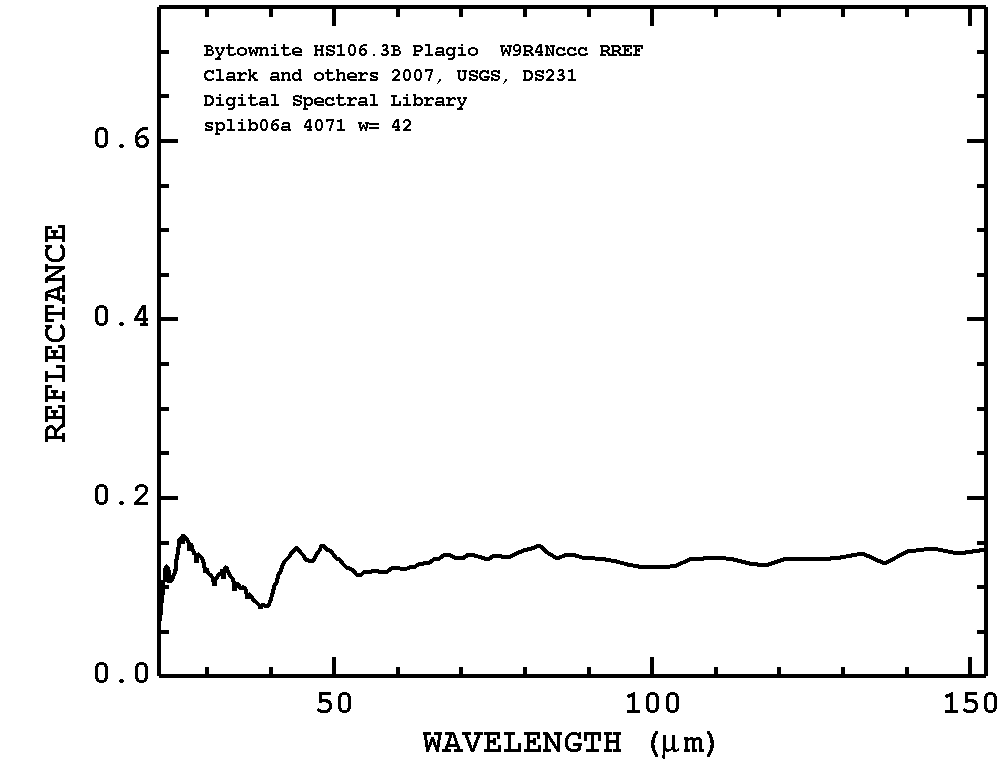 Bytownite HS106.3B Plagio  W9R4Nccc RREF
Clark and others 2007, USGS, DS231
Digital Spectral Library
splib06a 4071 w= 42
0.6
0.4
0.2
0.0
REFLECTANCE
50 100 150
WAVELENGTH (μm)